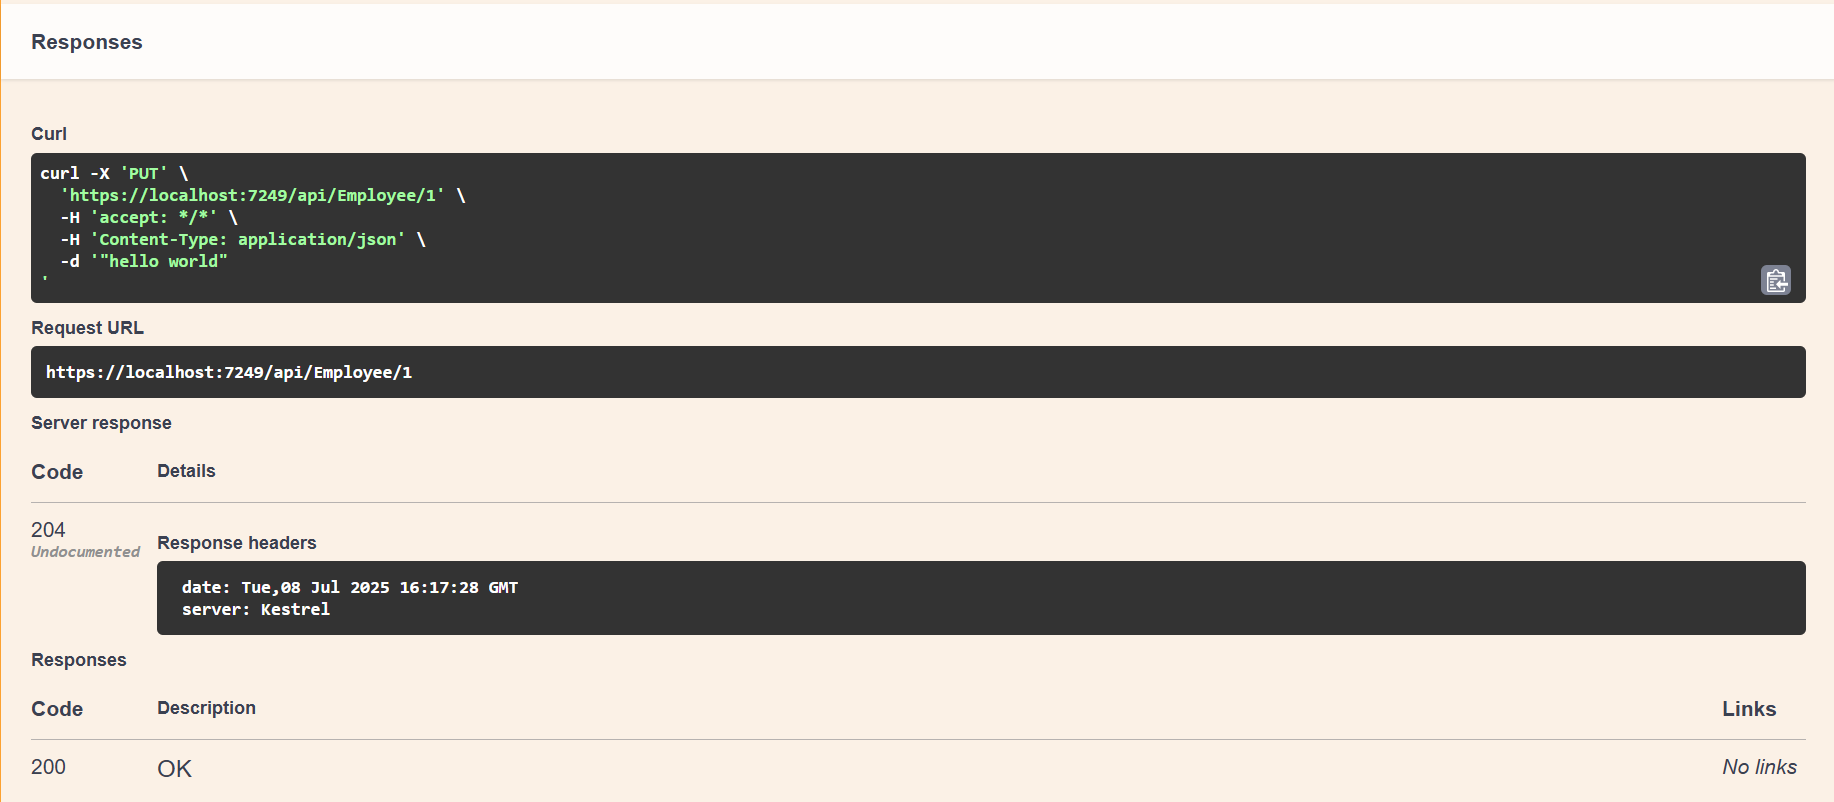 Responses
Curl
curl -X 'PUT' \
  'https://localhost:7249/api/Employee/1' \
  -H 'accept: */*' \
  -H 'Content-Type: application/json' \
  -d '"hello world"
'
Request URL
https://localhost:7249/api/Employee/1
Server response
Code Details
204
Undocumented
Response headers
date: Tue,08 Jul 2025 16:17:28 GMT
server: Kestrel
Responses
Code Description Links
200 OK No links